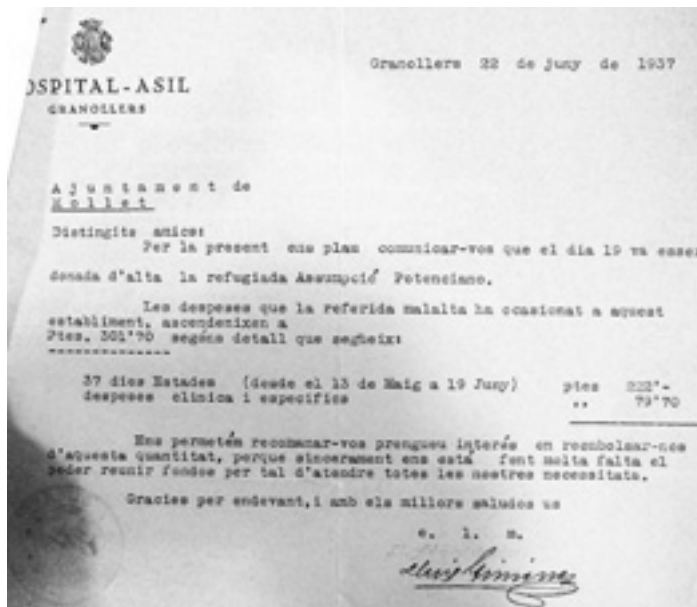 OSPITAL-ASIL
GRANOLLERS
Granollers 22 de juny de 1937
Ajuntament de
Mollet
Distingits amics:
Per la present ens plau comunicar-vos que el dia 19 va esser
donada d'alta la refugiada Assumpció Potenciano.
Les despeses que la referida malalta ha ocasionat a aquest
establiment, ascendeixen a
Ptes. 301'70 segóns detall que segueix:
37 dies Estades (desde el 13 de Maig a 19 Juny) ptes 222'-
despeses clinica i especifics ,, 79'70
Ens permetém recomanar-vos prengueu interés en reembolsar-nos
d'aquesta quantitat, perque sincerament ens está fent molta falta el
poder reunir fondos per tal d'atendre totes les nostres necessitats.
Gracies per endevant,i amb els millors saludos us
e. l. m.